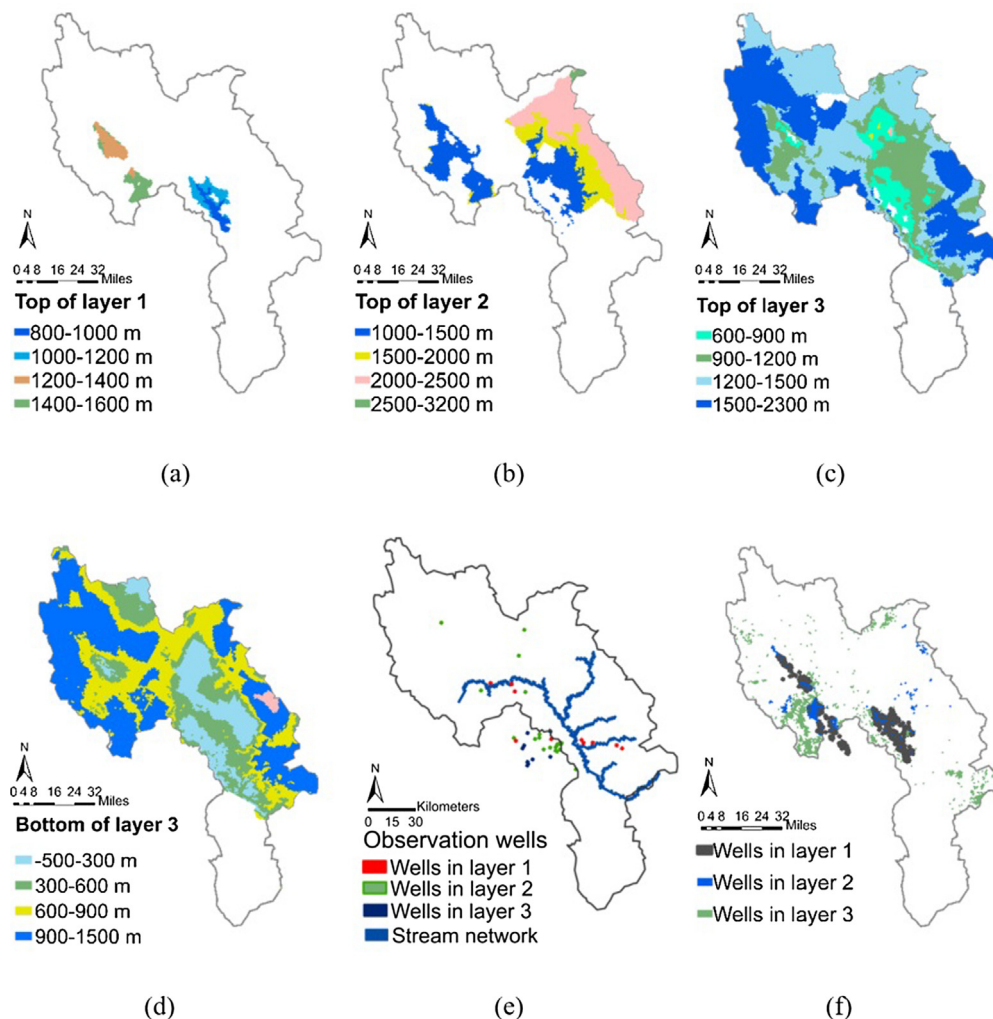 N
0 4 8 16 24 32
Miles
Top of layer 1
800-1000 m
1000-1200 m
1200-1400 m
1400-1600 m
(a)
N
0 4 8 16 24 32
Miles
Top of layer 2
1000-1500 m
1500-2000 m
2000-2500 m
2500-3200 m
(b)
N
0 4 8 16 24 32
Miles
Top of layer 3
600-900 m
900-1200 m
1200-1500 m
1500-2300 m
(c)
N
0 4 8 16 24 32
Miles
Bottom of layer 3
-500-300 m
300-600 m
600-900 m
900-1500 m
(d)
N
Kilometers
0 15 30
Observation wells
Wells in layer 1
Wells in layer 2
Wells in layer 3
Stream network
(e)
N
0 4 8 16 24 32
Miles
Wells in layer 1
Wells in layer 2
Wells in layer 3
(f)